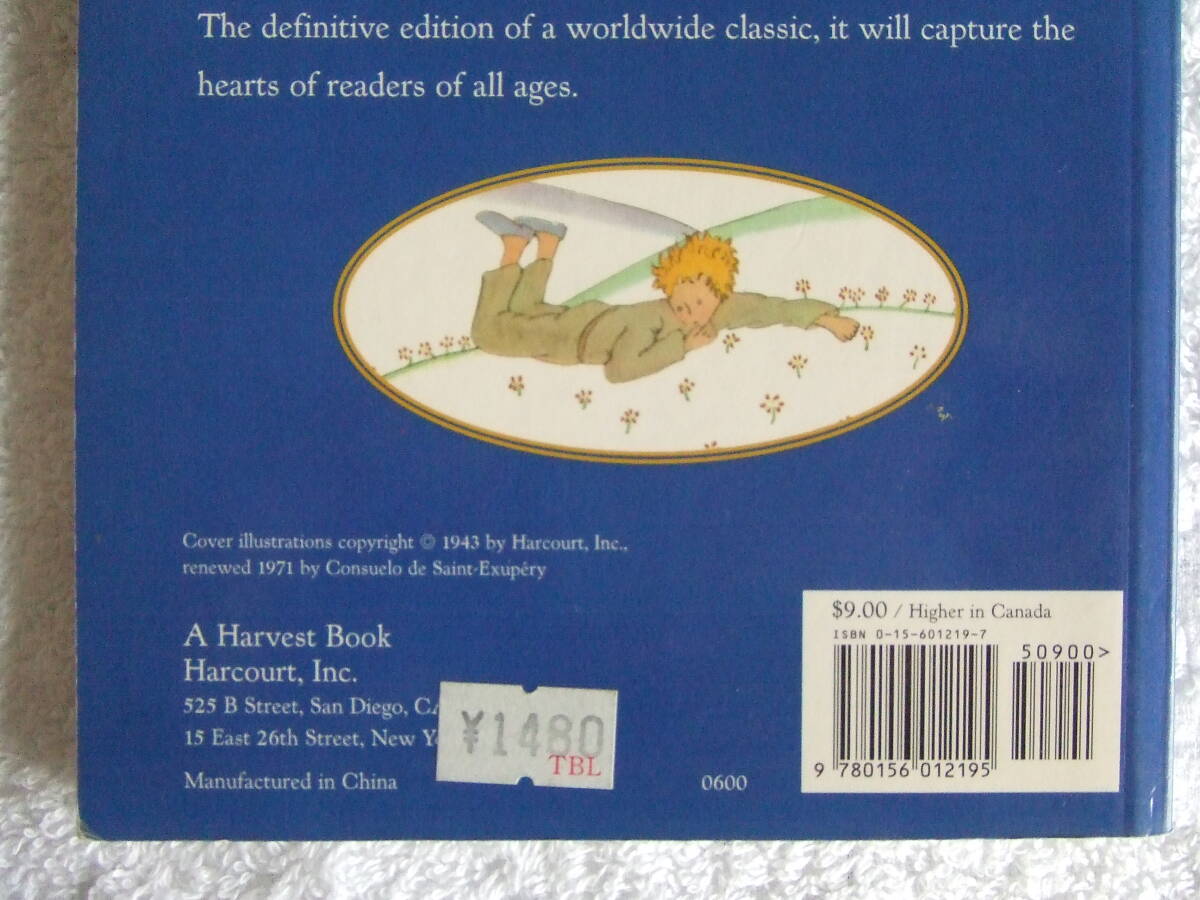 The definitive edition of a worldwide classic, it will capture the
hearts of readers of all ages.
Cover illustrations copyright © 1943 by Harcourt, Inc.,
renewed 1971 by Consuelo de Saint-Exupéry
A Harvest Book
Harcourt, Inc.
525 B Street, San Diego,
15 East 26th Street, New
Manufactured in China
¥1480
TBL
0600
$9.00 / Higher in Canada
ISBN 0-15-601219-7
50900>
9 780156 012195